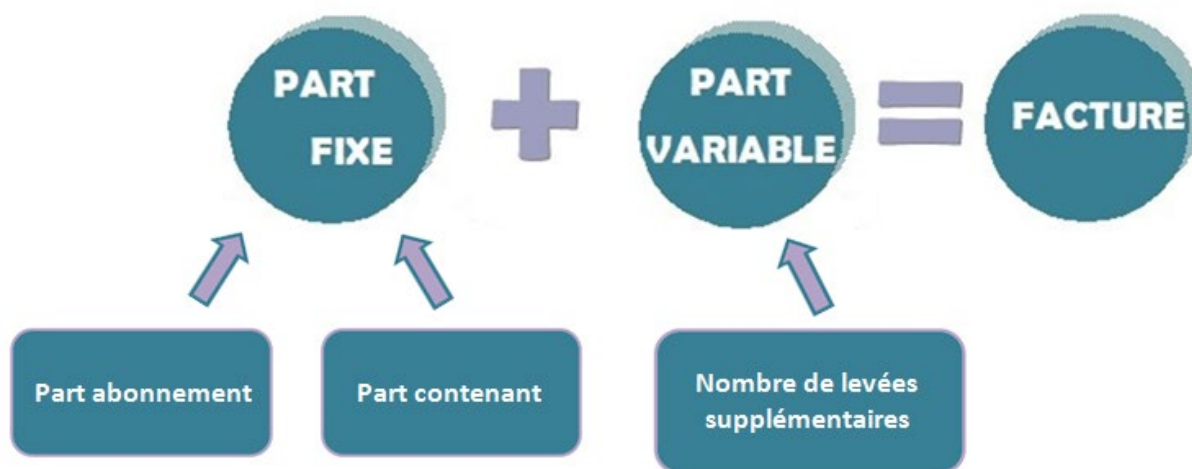 PART
FIXE
PART
VARIABLE
FACTURE
Part abonnement
Part contenant
Nombre de levées
supplémentaires